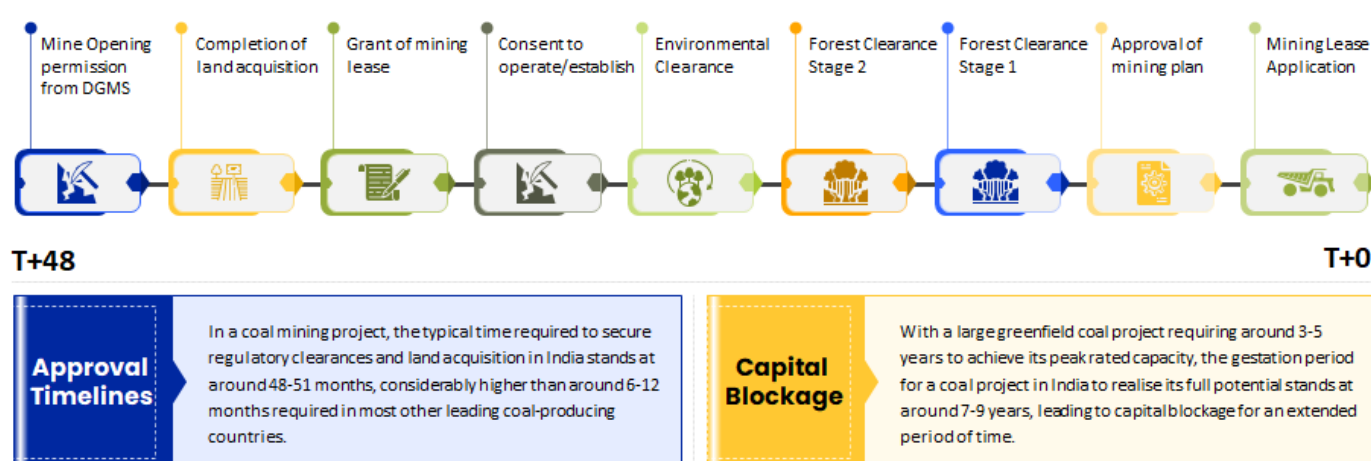 Mine Opening
permission
from DGMS
Completion of
land acquisition
Grant of mining
lease
Consent to
operate/establish
Environmental
Clearance
Forest Clearance
Stage 2
Forest Clearance
Stage 1
Approval of
mining plan
Mining Lease
Application
T+48
T+0
Approval
Timelines
In a coal mining project, the typical time required to secure
regulatory clearances and land acquisition in India stands at
around 48-51 months, considerably higher than around 6-12
months required in most other leading coal-producing
countries.
Capital
Blockage
With a large greenfield coal project requiring around 3-5
years to achieve its peak rated capacity, the gestation period
for a coal project in India to realise its full potential stands at
around 7-9 years, leading to capital blockage for an extended
period of time.